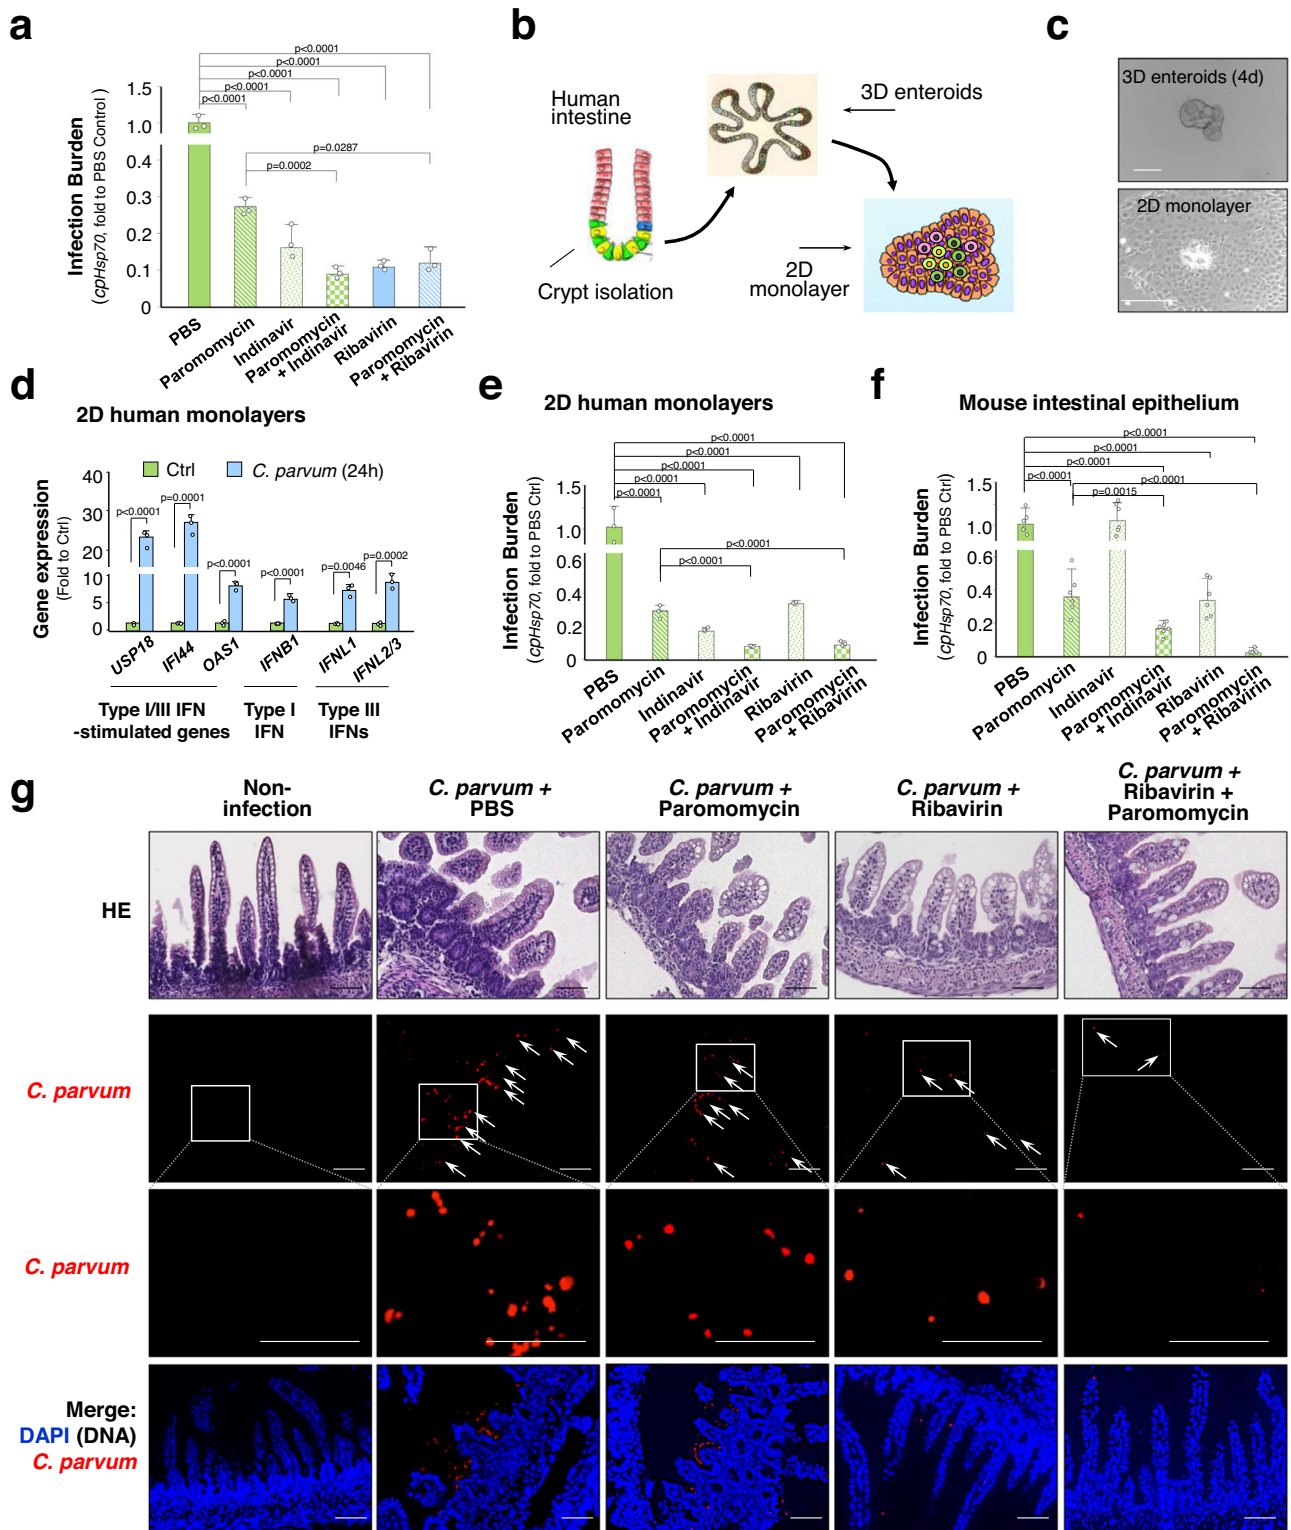 a
Infection Burden
(cpHsp70, fold to PBS Control)
1.5
1.0
0.4
0.3
0.2
0.1
0
p<0.0001
p<0.0001
p<0.0001
p<0.0001
p<0.0001
p=0.0287
p=0.0002
PBS
Paromomycin
Indinavir
Paromomycin
+ Indinavir
Ribavirin
Paromomycin
+ Ribavirin
b
Human
intestine
Crypt isolation
3D enteroids
2D
monolayer
c
3D enteroids (4d)
2D monolayer
d
2D human monolayers
Ctrl
C. parvum (24h)
Gene expression
(Fold to Ctrl)
40
30
20
10
5
0
p<0.0001
p=0.0001
p<0.0001
p<0.0001
p=0.0046
p=0.0002
USP18
IFI44
OAS1
IFNB1
IFNL1
IFNL2/3
Type I/III IFN
-stimulated genes
Type I
IFN
Type III
IFNs
e
2D human monolayers
Infection Burden
(cpHsp70, fold to PBS Ctrl)
1.5
1.0
0.6
0.4
0.2
0
p<0.0001
p<0.0001
p<0.0001
p<0.0001
p<0.0001
p<0.0001
p<0.0001
PBS
Paromomycin
Indinavir
Paromomycin
+ Indinavir
Ribavirin
Paromomycin
+ Ribavirin
f
Mouse intestinal epithelium
Infection Burden
(cpHsp70, fold to PBS Ctrl)
1.5
1.0
0.6
0.4
0.2
0
p<0.0001
p<0.0001
p<0.0001
p<0.0001
p<0.0001
p=0.0015
PBS
Paromomycin
Indinavir
Paromomycin
+ Indinavir
Ribavirin
Paromomycin
+ Ribavirin
g
Non-
infection
C. parvum +
PBS
C. parvum +
Paromomycin
C. parvum +
Ribavirin
C. parvum +
Ribavirin +
Paromomycin
HE
C. parvum
C. parvum
Merge:
DAPI (DNA)
C. parvum